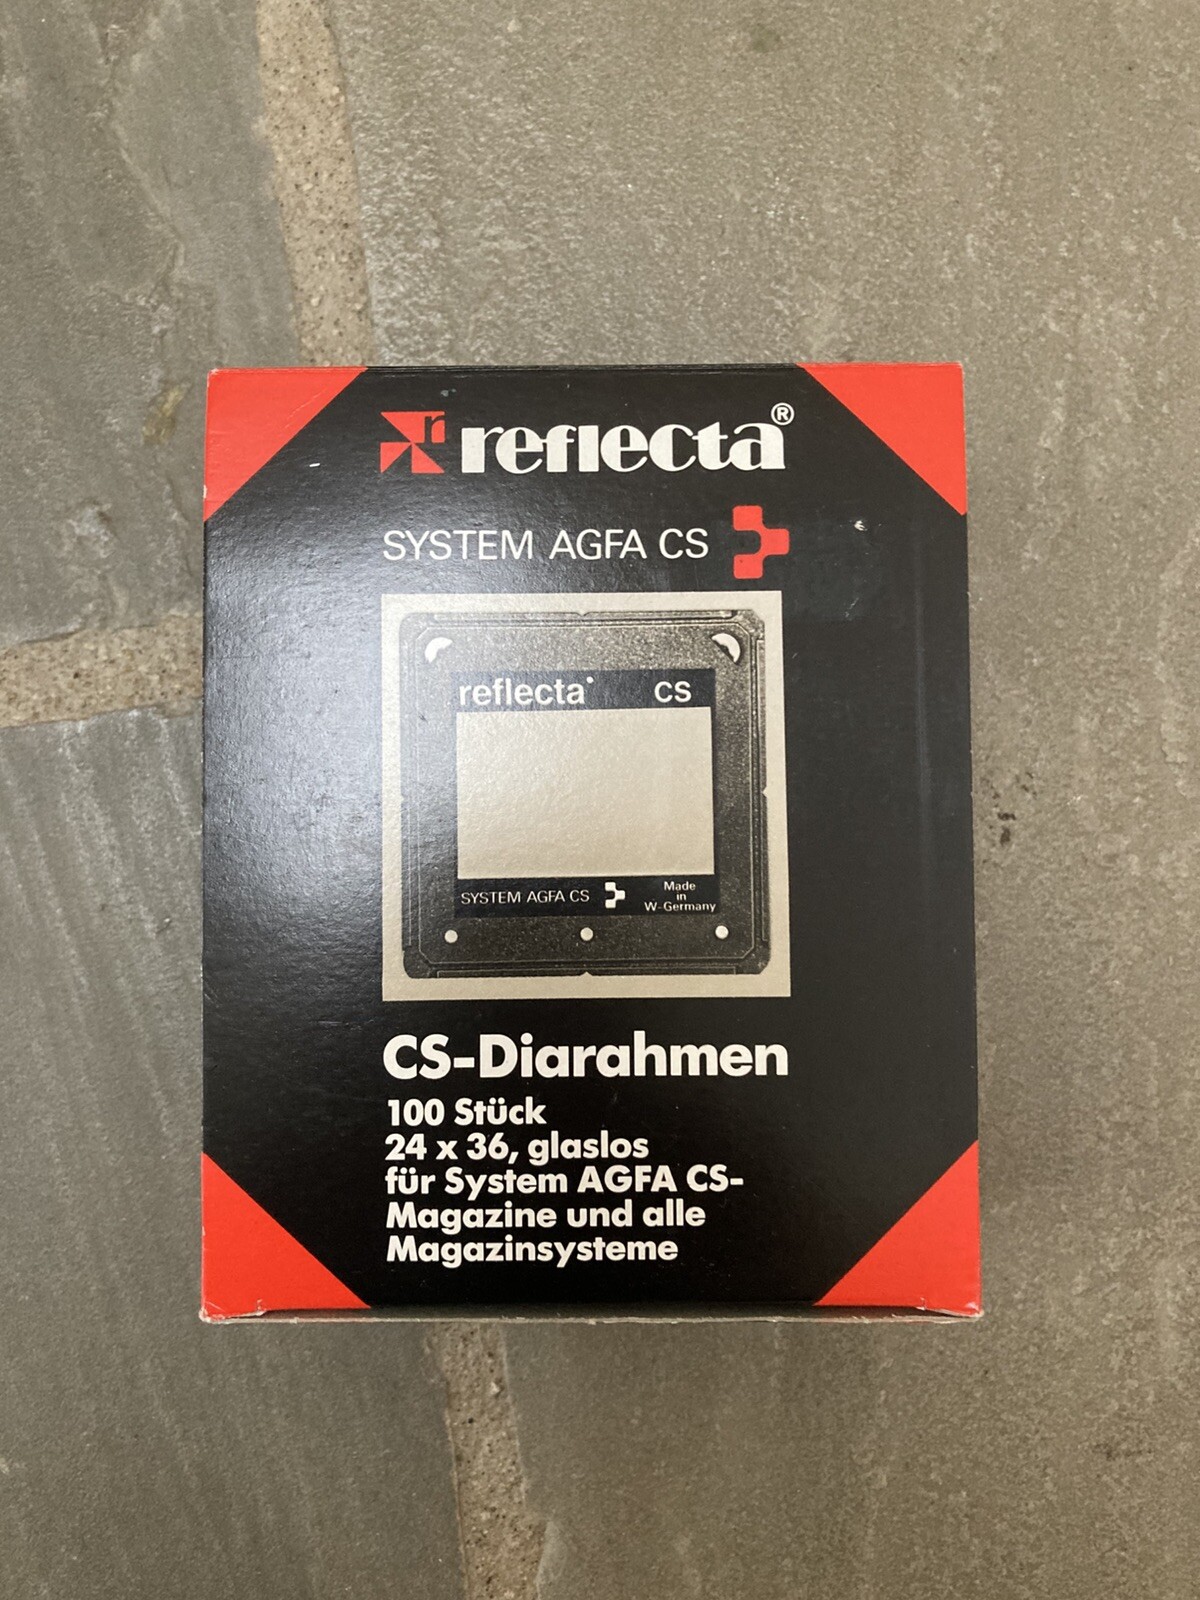 r reflecta®
SYSTEM AGFA CS
reflecta CS
SYSTEM AGFA CS
Made
in
W-Germany
CS-Diarahmen
100 Stück
24 x 36, glaslos
für System AGFA CS-
Magazine und alle
Magazinsysteme